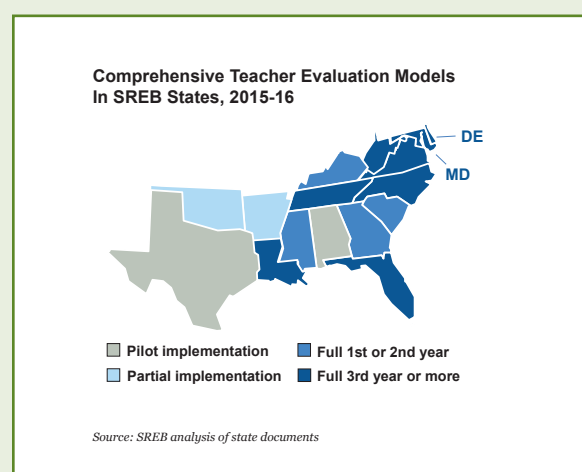 Comprehensive Teacher Evaluation Models
In SREB States, 2015-16
DE
MD
Pilot implementation
Full 1st or 2nd year
Partial implementation
Full 3rd year or more
Source: SREB analysis of state documents